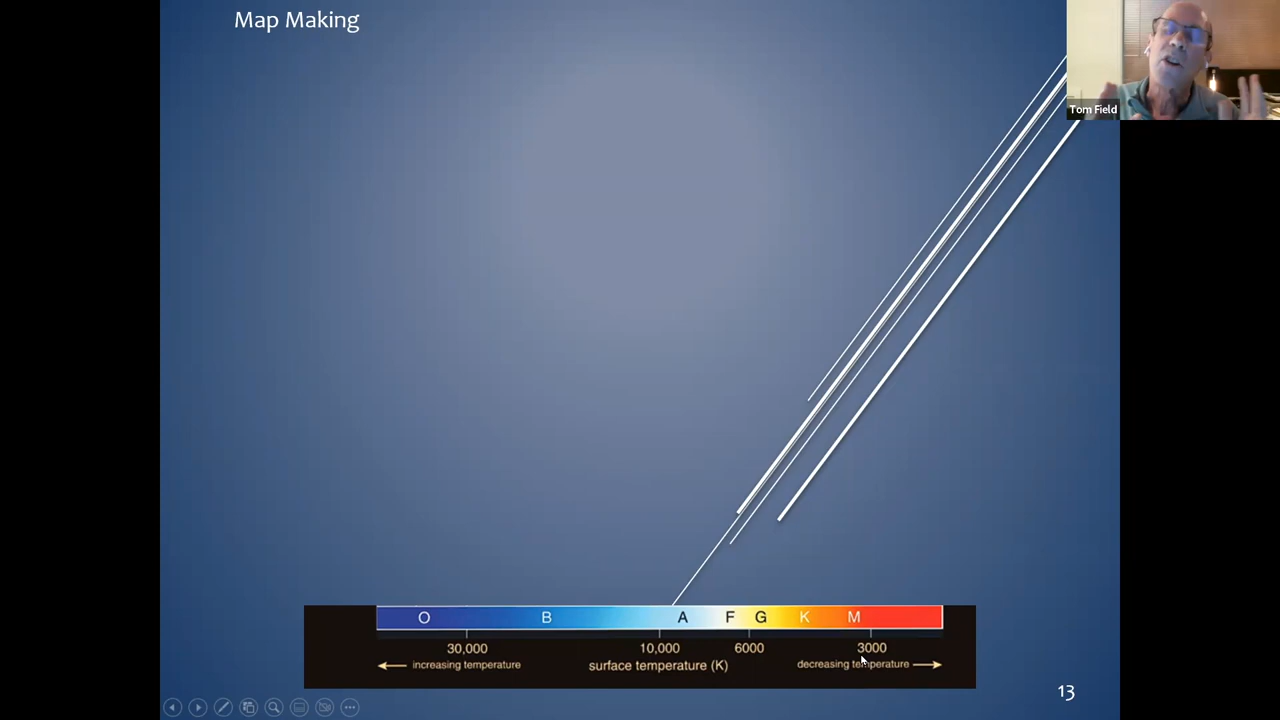 Map Making
Tom Field
O B A F G K M
30,000 10,000 6000 3000
increasing temperature surface temperature (K) decreasing temperature
13